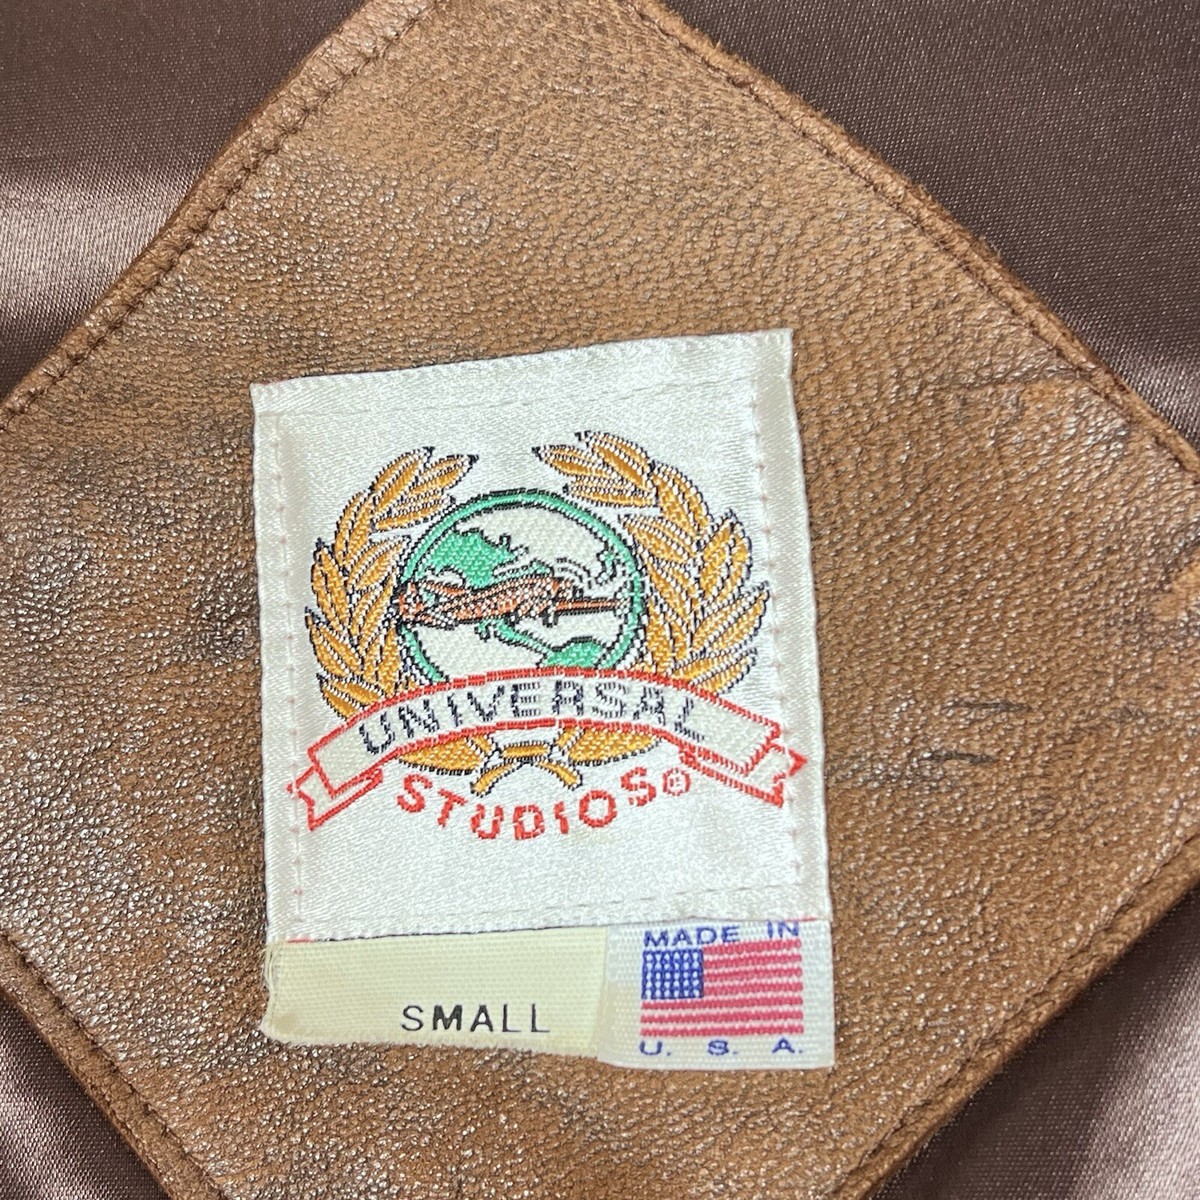 UNIVERSAL
STUDIOS®
SMALL
MADE IN
U. S. A.